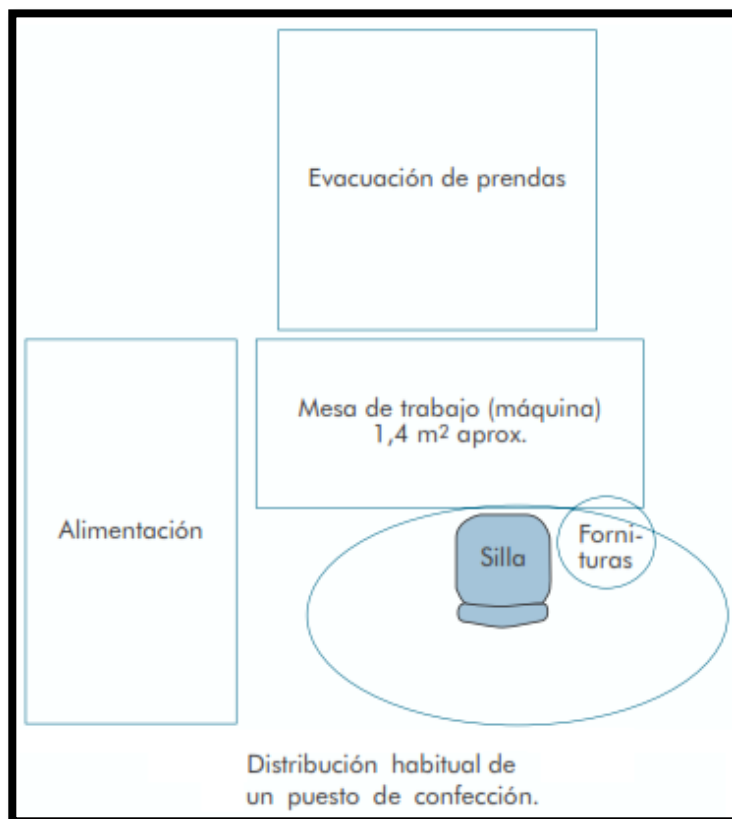 Evacuación de prendas
Mesa de trabajo (máquina)
1,4 m² aprox.
Alimentación
Silla
Forni-
turas
Distribución habitual de
un puesto de confección.